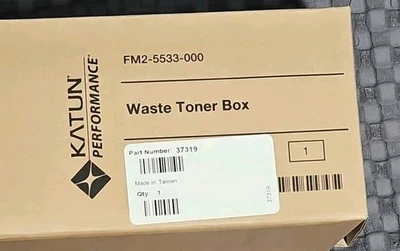 KATUN®
PERFORMANCE
FM2-5533-000
Waste Toner Box
Part Number: 37319
Made in Taiwan
Qty: 1
1
37319